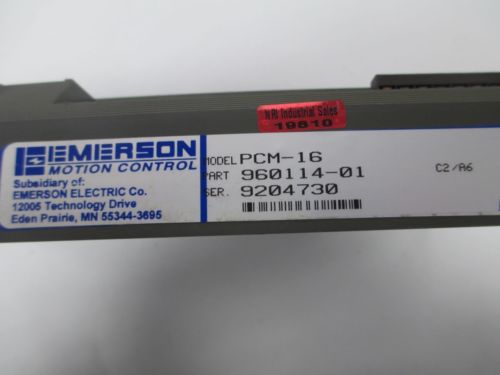 NRI Industrial Sales
19810
EMERSON
MOTION CONTROL
Subsidiary of:
EMERSON ELECTRIC Co.
12005 Technology Drive
Eden Prairie, MN 55344-3695
MODEL PCM-16
PART 960114-01
SER. 9204730
C2/A6